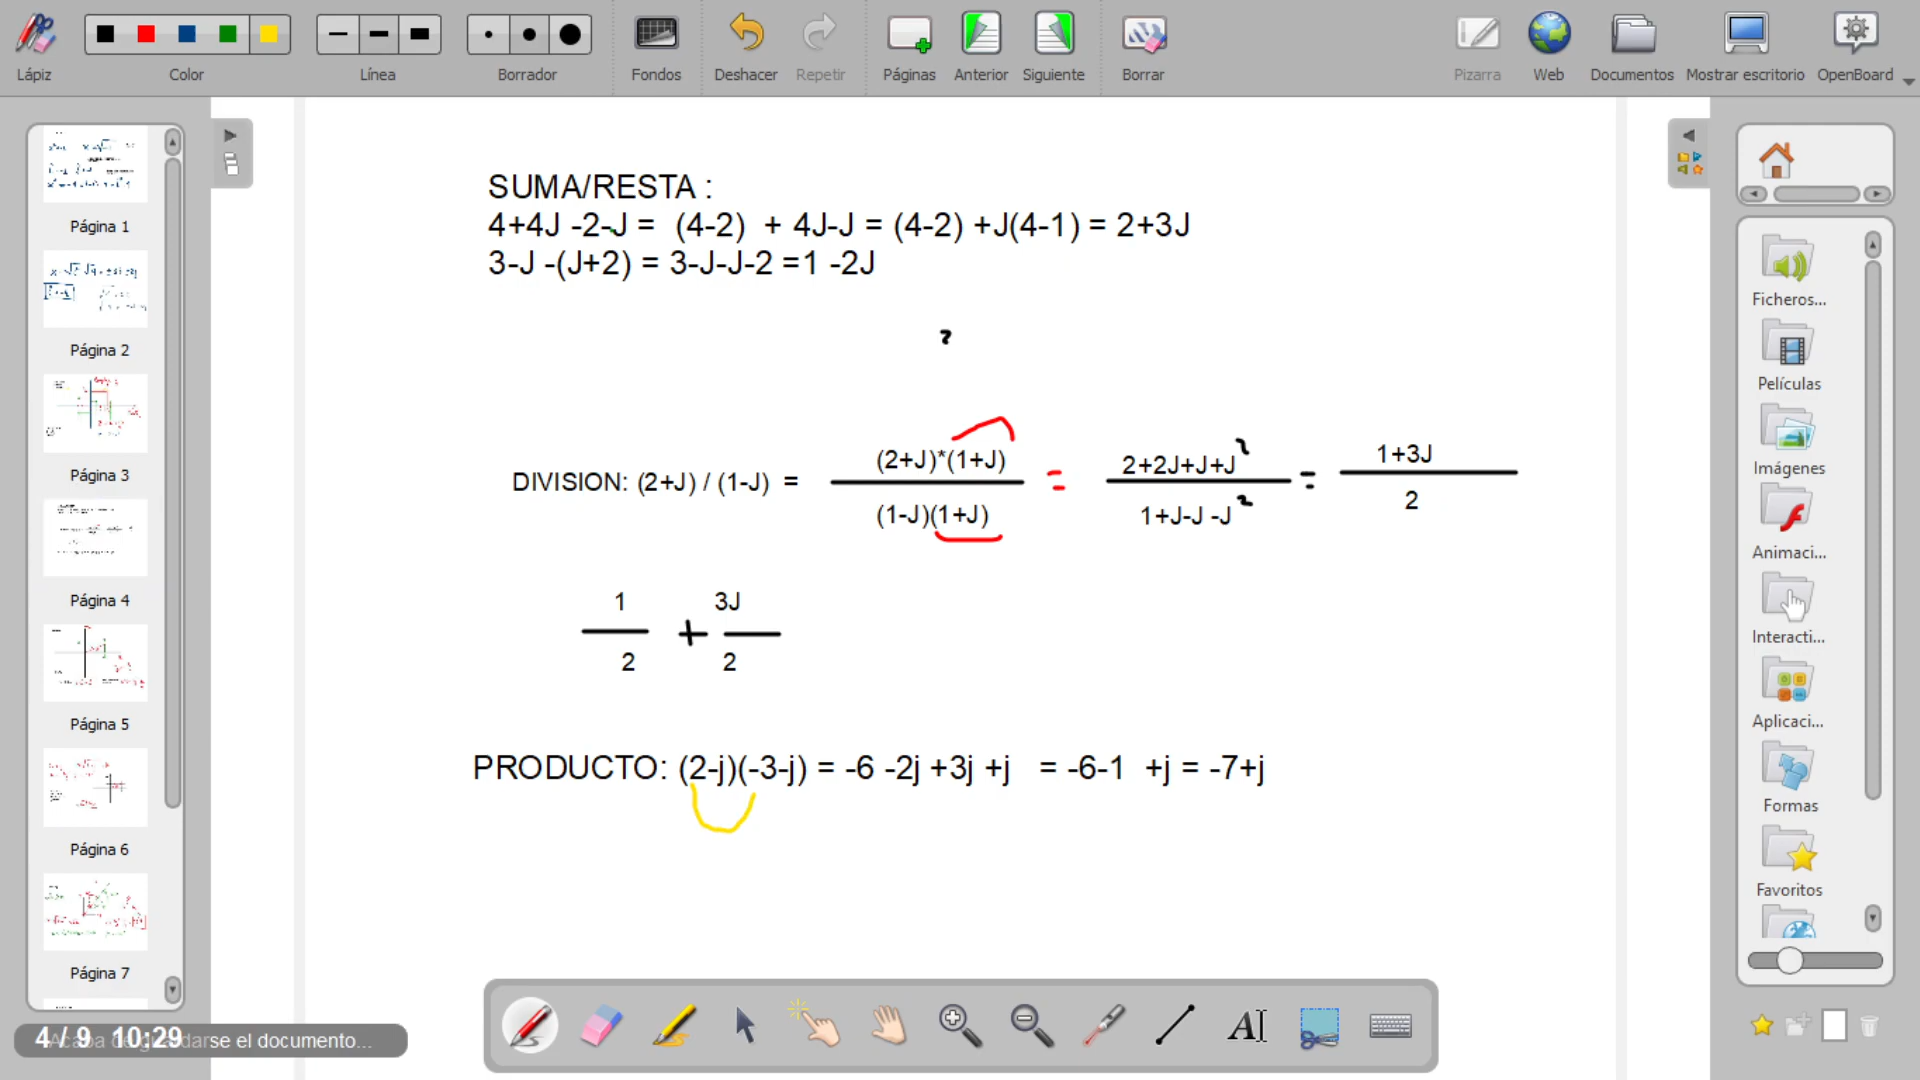 Lápiz
Color
Línea
Borrador
Fondos
Deshacer
Repetir
Páginas
Anterior
Siguiente
Borrar
Pizarra
Web
Documentos
Mostrar escritorio
OpenBoard
Página 1
Página 2
Página 3
Página 4
Página 5
Página 6
Página 7
SUMA/RESTA :
4+4J -2-J = (4-2) + 4J-J = (4-2) +J(4-1) = 2+3J
3-J -(J+2) = 3-J-J-2 =1 -2J
2
DIVISION: (2+J) / (1-J) =
(2+J)*(1+J)
(1-J)(1+J)
=
2+2J+J+J²
1+J-J -J²
=
1+3J
2
1
2
+
3J
2
PRODUCTO: (2-j)(-3-j) = -6 -2j +3j +j = -6-1 +j = -7+j
Ficheros...
Películas
Imágenes
Animaci...
Interacti...
Aplicaci...
Formas
Favoritos
4 / 9 10:29